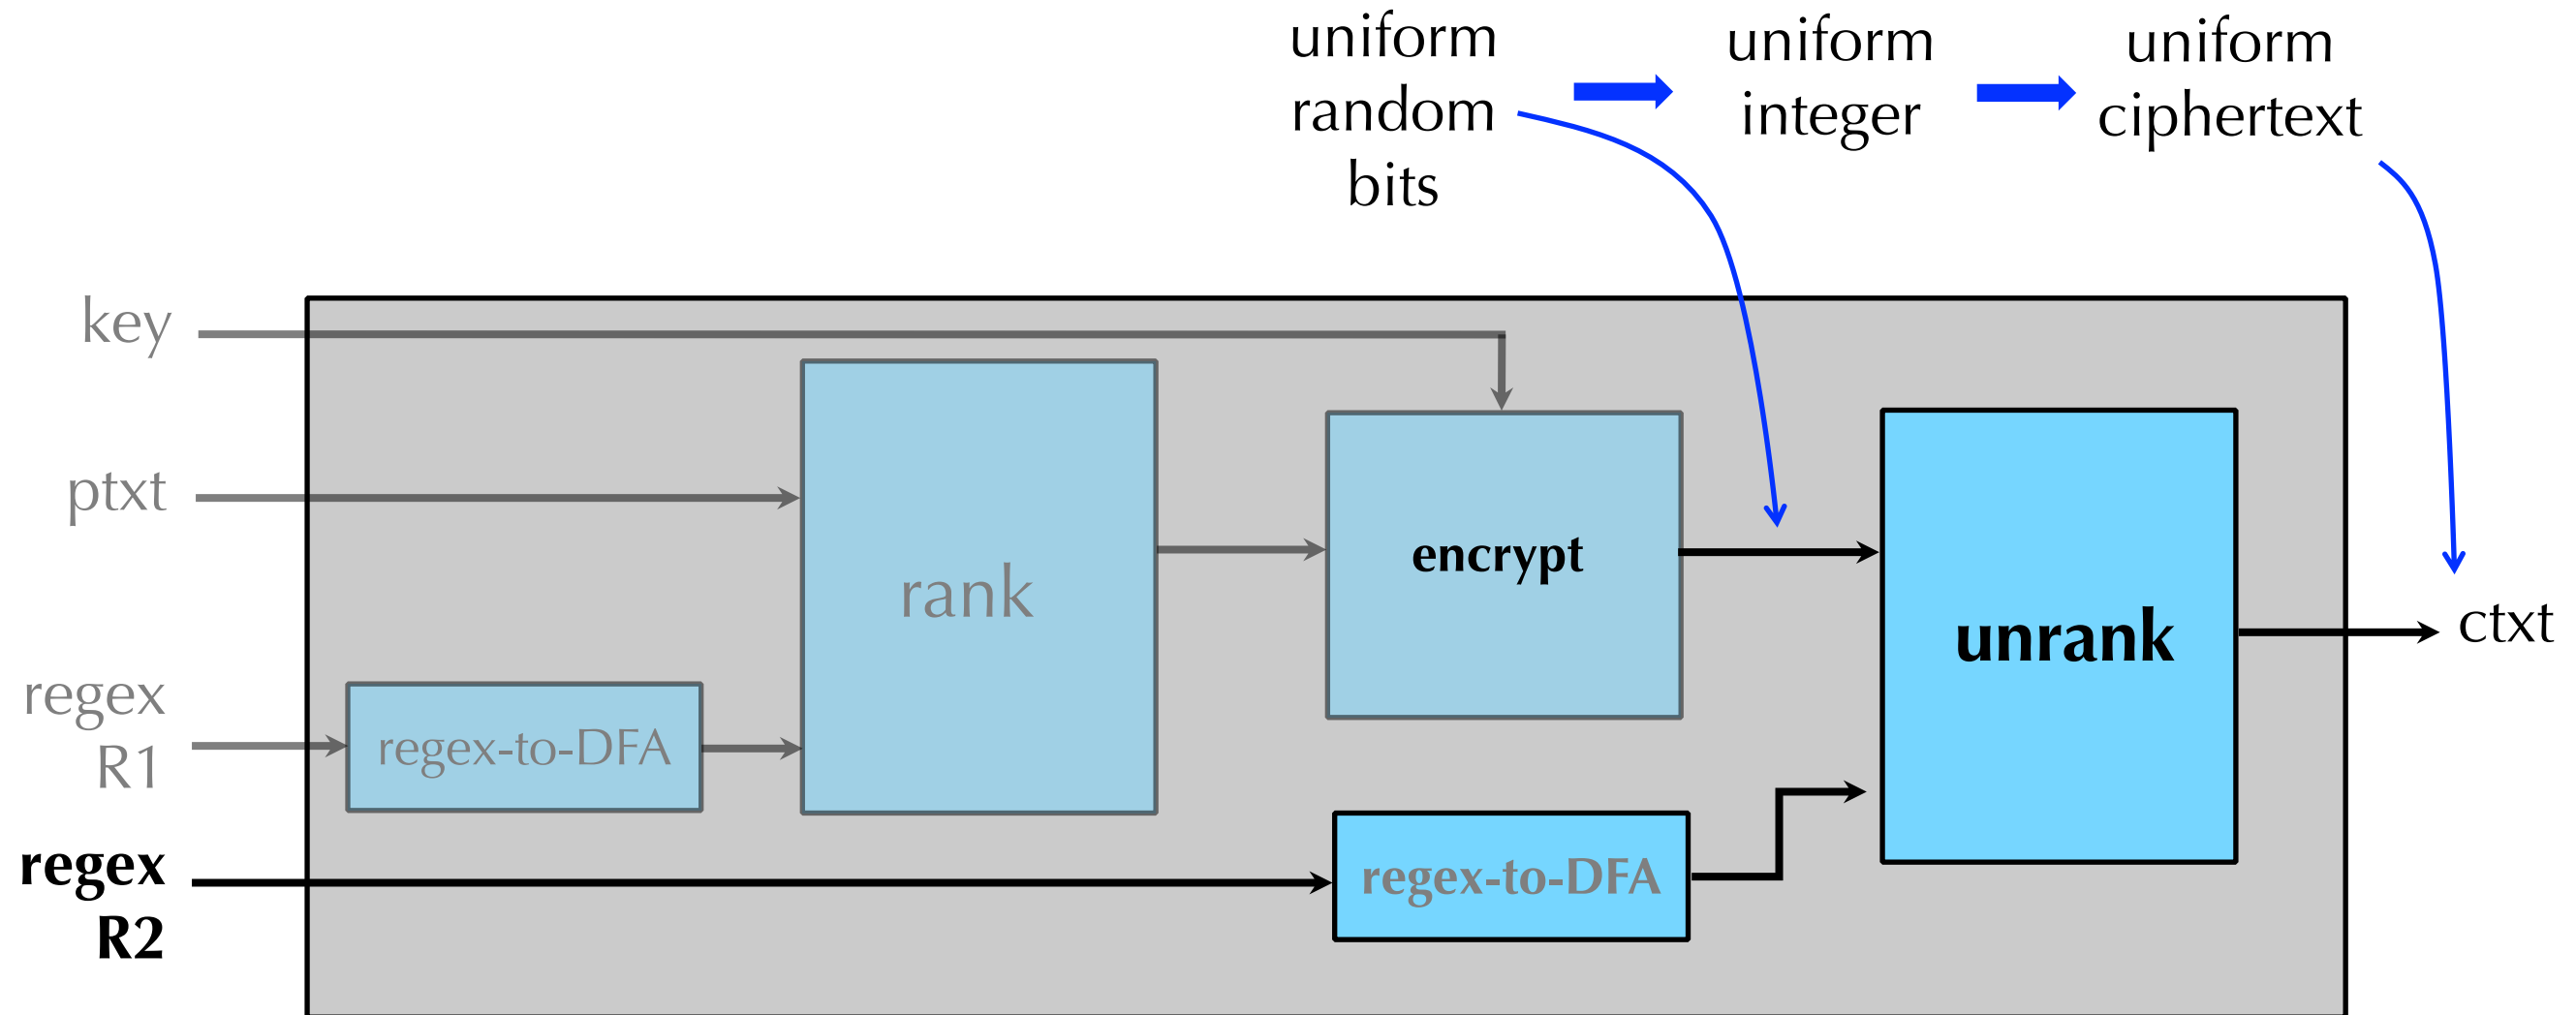 uniform
random
bits
uniform
integer
uniform
ciphertext
key
ptxt
rank
encrypt
unrank
ctxt
regex
R1
regex-to-DFA
regex
R2
regex-to-DFA